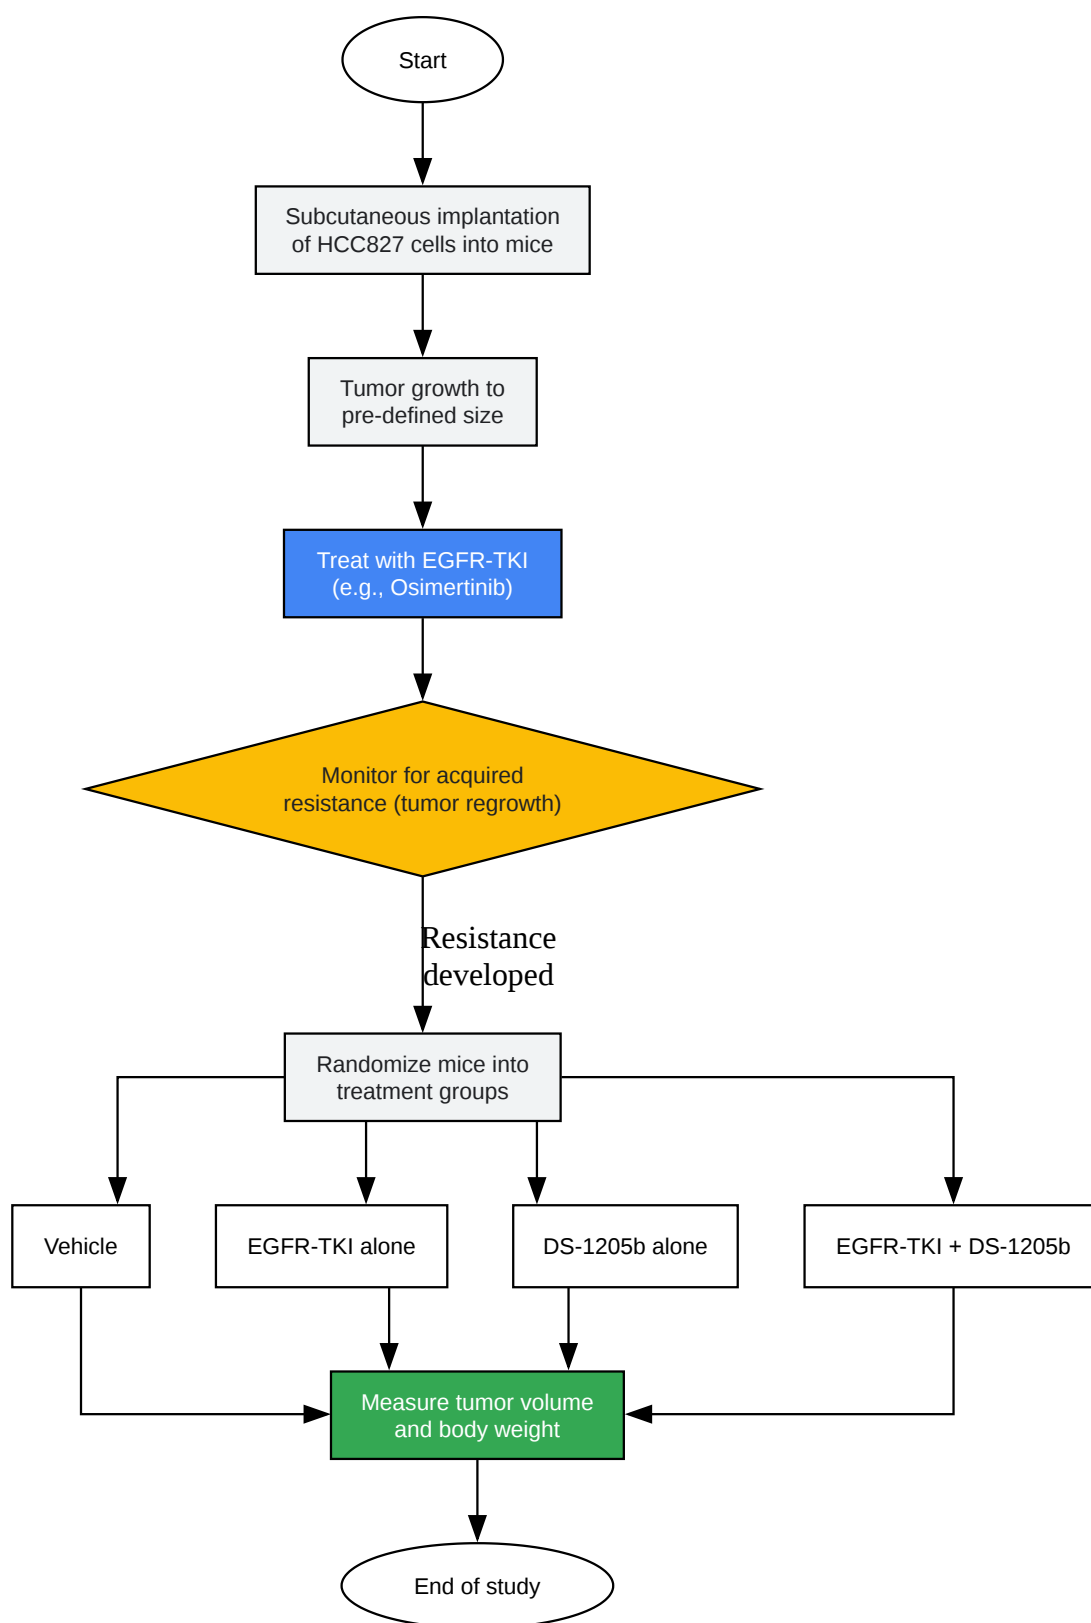 Start
Subcutaneous implantation
of HCC827 cells into mice
Tumor growth to
pre-defined size
Treat with EGFR-TKI
(e.g., Osimertinib)
Monitor for acquired
resistance (tumor regrowth)
Resistance
developed
Randomize mice into
treatment groups
Vehicle
EGFR-TKI alone
DS-1205b alone
EGFR-TKI + DS-1205b
Measure tumor volume
and body weight
End of study